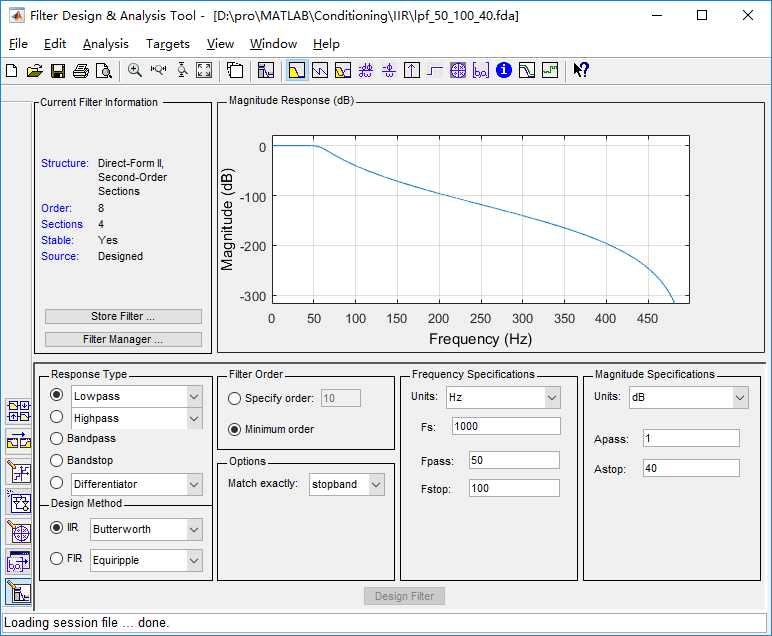 Filter Design & Analysis Tool - [D:\pro\MATLAB\Conditioning\IIR\lpf_50_100_40.fda]
File Edit Analysis Targets View Window Help
Current Filter Information
Structure: Direct-Form II,
Second-Order
Sections
Order: 8
Sections 4
Stable: Yes
Source: Designed
Store Filter ...
Filter Manager ...
Magnitude Response (dB)
Magnitude (dB)
0
-100
-200
-300
0 50 100 150 200 250 300 350 400 450
Frequency (Hz)
Response Type
Lowpass
Highpass
Bandpass
Bandstop
Differentiator
Design Method
IIR Butterworth
FIR Equiripple
Filter Order
Specify order: 10
Minimum order
Options
Match exactly: stopband
Frequency Specifications
Units: Hz
Fs: 1000
Fpass: 50
Fstop: 100
Magnitude Specifications
Units: dB
Apass: 1
Astop: 40
Design Filter
Loading session file ... done.